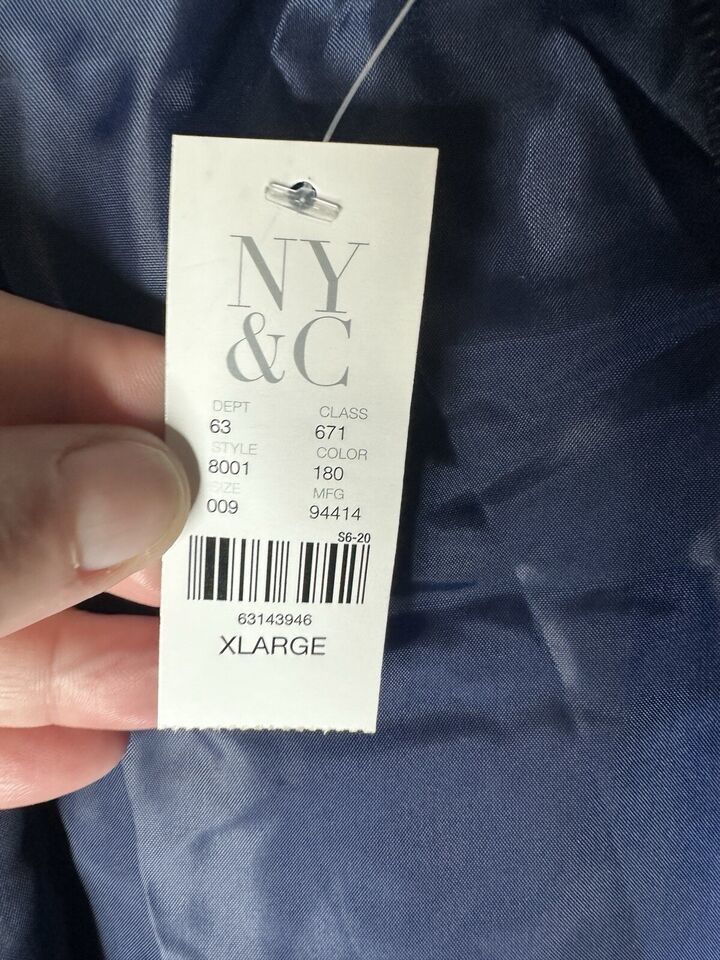 NY
&C
DEPT CLASS
63 671
STYLE COLOR
8001 180
SIZE MFG
009 94414
S6-20
63143946
XLARGE